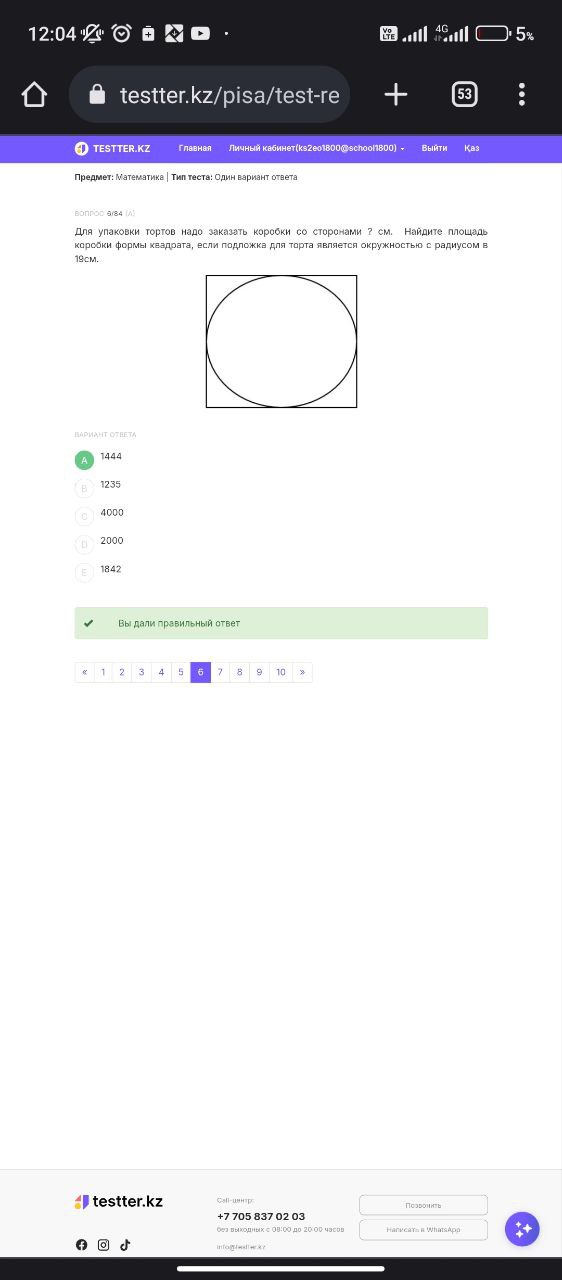 12:04 Vo LTE 4G 5%
testter.kz/pisa/test-re 53
TESTTER.KZ Главная Личный кабинет(ks2eo1800@school1800) Выйти Қаз
Предмет: Математика | Тип теста: Один вариант ответа
ВОПРОС 6/84 (A)
Для упаковки тортов надо заказать коробки со сторонами ? см. Найдите площадь
коробки формы квадрата, если подложка для торта является окружностью с радиусом в
19см.
ВАРИАНТ ОТВЕТА
A 1444
B 1235
C 4000
D 2000
E 1842
Вы дали правильный ответ
« 1 2 3 4 5 6 7 8 9 10 »
testter.kz
Call-центр:
+7 705 837 02 03
без выходных с 08:00 до 20:00 часов
info@testter.kz
Позвонить
Написать в WhatsApp